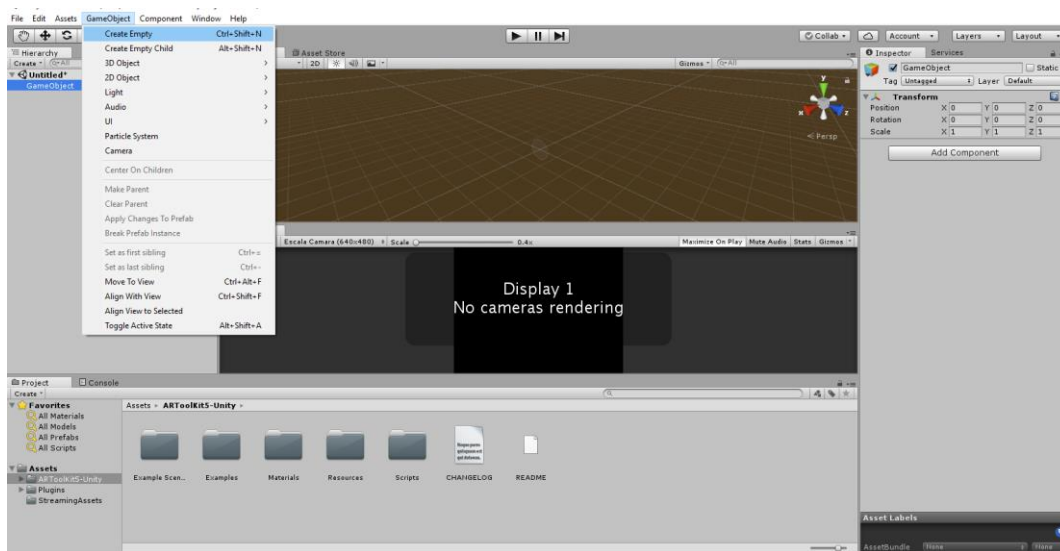 File Edit Assets GameObject Component Window Help
Collab Account Layers Layout
Create Empty Ctrl+Shift+N
Create Empty Child Alt+Shift+N
3D Object
2D Object
Light
Audio
UI
Particle System
Camera
Center On Children
Make Parent
Clear Parent
Apply Changes To Prefab
Break Prefab Instance
Set as first sibling Ctrl+=
Set as last sibling Ctrl+-
Move To View Ctrl+Alt+F
Align With View Ctrl+Shift+F
Align View to Selected
Toggle Active State Alt+Shift+A
Hierarchy
Create All
Untitled*
GameObject
Asset Store
2D Gizmos All
y
x z
Persp
Escala Camara (640x480) Scale 0.4x Maximize On Play Mute Audio Stats Gizmos
Display 1
No cameras rendering
Inspector Services
GameObject Static
Tag Untagged Layer Default
Transform
Position X 0 Y 0 Z 0
Rotation X 0 Y 0 Z 0
Scale X 1 Y 1 Z 1
Add Component
Project Console
Create
Favorites
All Materials
All Models
All Prefabs
All Scripts
Assets
ARToolKit5-Unity
Plugins
StreamingAssets
Assets ARToolKit5-Unity
Example Scen.. Examples Materials Resources Scripts CHANGELOG README
Asset Labels
AssetBundle None None